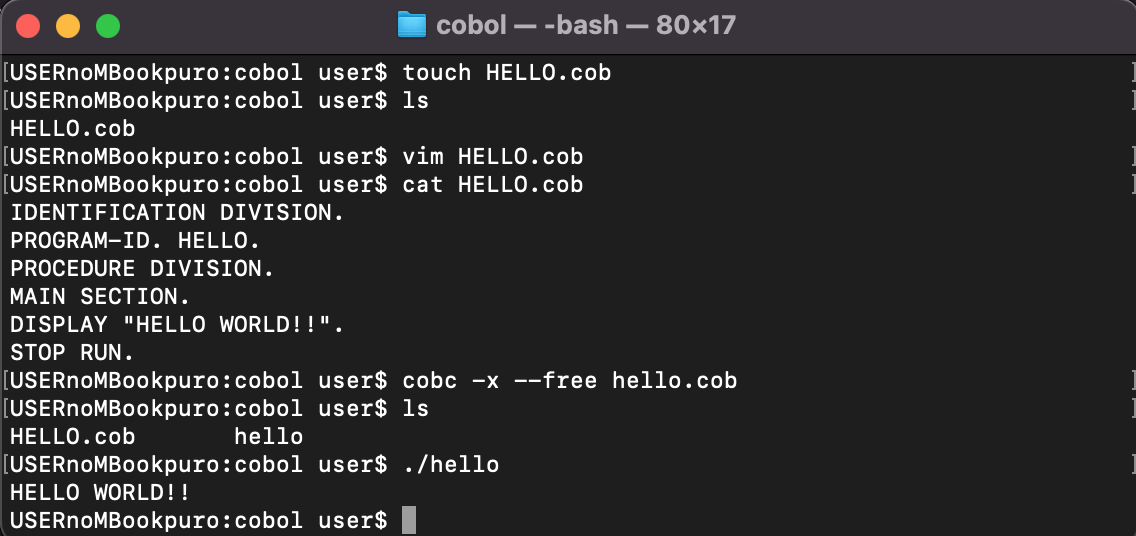 cobol — -bash — 80×17
[USERnoMBookpuro:cobol user$ touch HELLO.cob ]
[USERnoMBookpuro:cobol user$ ls ]
HELLO.cob
[USERnoMBookpuro:cobol user$ vim HELLO.cob ]
[USERnoMBookpuro:cobol user$ cat HELLO.cob ]
IDENTIFICATION DIVISION.
PROGRAM-ID. HELLO.
PROCEDURE DIVISION.
MAIN SECTION.
DISPLAY "HELLO WORLD!!".
STOP RUN.
[USERnoMBookpuro:cobol user$ cobc -x --free hello.cob ]
[USERnoMBookpuro:cobol user$ ls ]
HELLO.cob       hello
[USERnoMBookpuro:cobol user$ ./hello ]
HELLO WORLD!!
USERnoMBookpuro:cobol user$